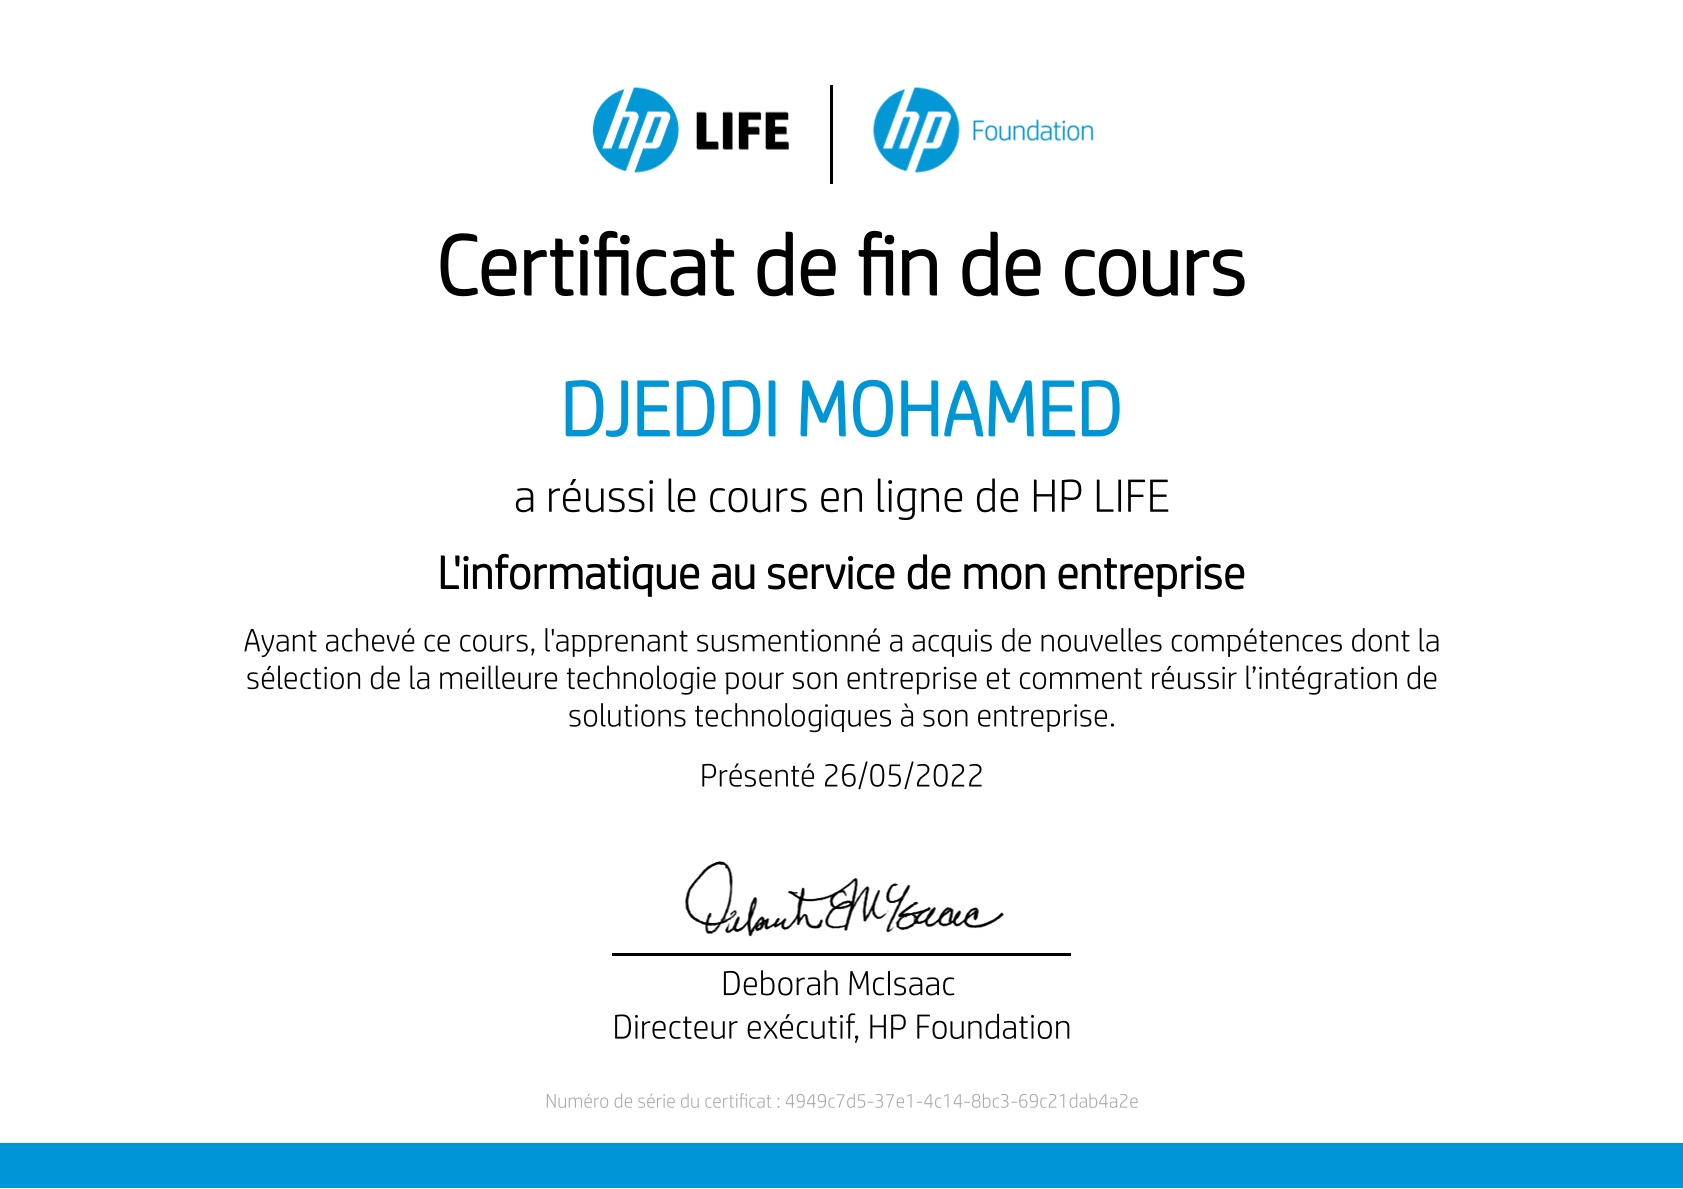 hp LIFE | hp Foundation
Certificat de fin de cours
DJEDDI MOHAMED
a réussi le cours en ligne de HP LIFE
L'informatique au service de mon entreprise
Ayant achevé ce cours, l'apprenant susmentionné a acquis de nouvelles compétences dont la
sélection de la meilleure technologie pour son entreprise et comment réussir l’intégration de
solutions technologiques à son entreprise.
Présenté 26/05/2022
Deborah McIsaac
Directeur exécutif, HP Foundation
Numéro de série du certificat : 4949c7d5-37e1-4c14-8bc3-69c21dab4a2e